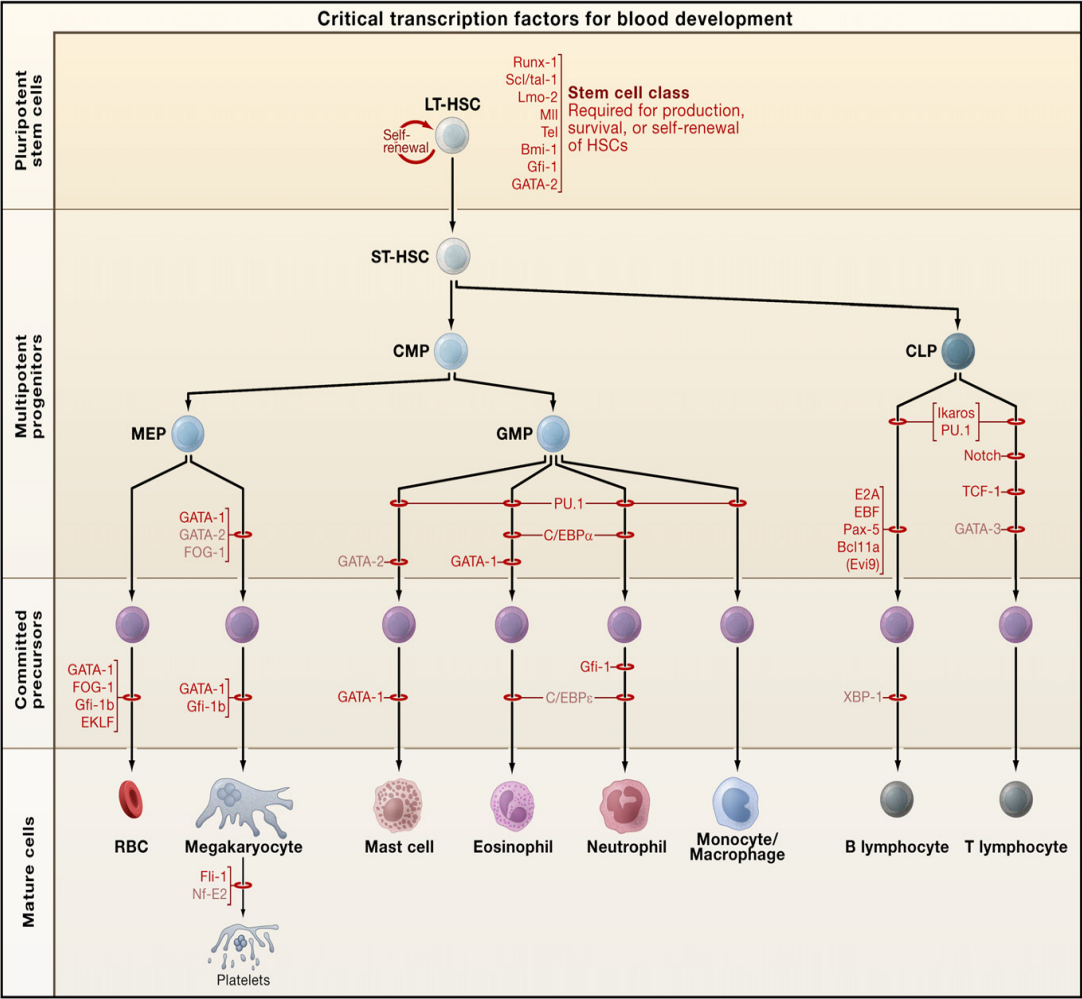 Critical transcription factors for blood development
Pluripotent
stem cells
LT-HSC
Self-
renewal
Runx-1
Scl/tal-1
Lmo-2
Mll
Tel
Bmi-1
Gfi-1
GATA-2
Stem cell class
Required for production,
survival, or self-renewal
of HSCs
Multipotent
progenitors
ST-HSC
CMP
CLP
MEP
GMP
Ikaros
PU.1
Notch
TCF-1
GATA-3
E2A
EBF
Pax-5
Bcl11a
(Evi9)
GATA-1
GATA-2
FOG-1
PU.1
C/EBPα
GATA-2
GATA-1
Committed
precursors
GATA-1
FOG-1
Gfi-1b
EKLF
GATA-1
Gfi-1b
GATA-1
Gfi-1
C/EBPε
XBP-1
Mature cells
RBC
Megakaryocyte
Mast cell
Eosinophil
Neutrophil
Monocyte/
Macrophage
B lymphocyte
T lymphocyte
Fli-1
Nf-E2
Platelets